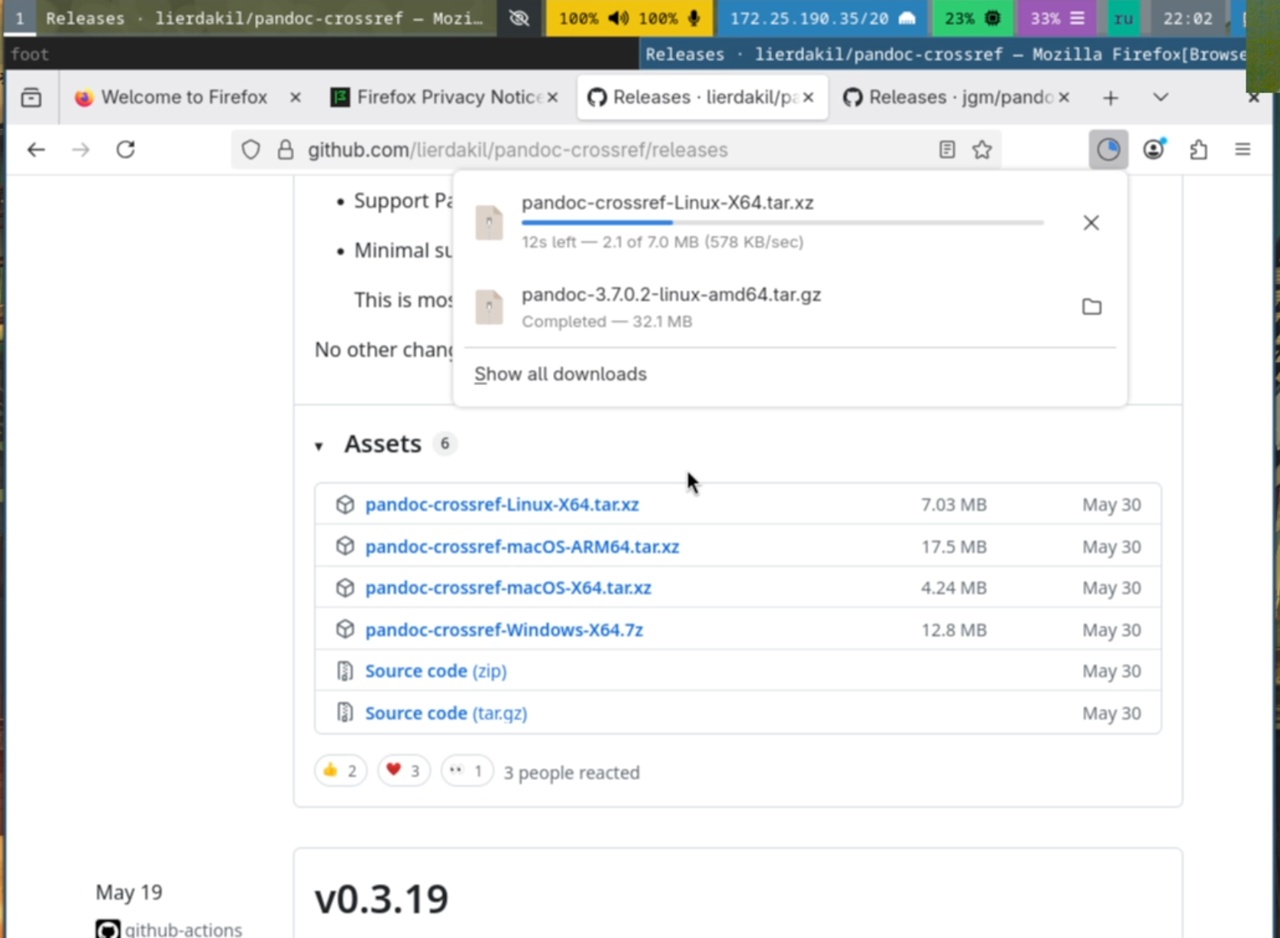 1 Releases · lierdakil/pandoc-crossref — Mozi… 100% 100% 172.25.190.35/20 23% 33% ru 22:02
foot Releases · lierdakil/pandoc-crossref — Mozilla Firefox[Browse
Welcome to Firefox Firefox Privacy Notice Releases · lierdakil/pa Releases · jgm/pando
github.com/lierdakil/pandoc-crossref/releases
pandoc-crossref-Linux-X64.tar.xz
12s left — 2.1 of 7.0 MB (578 KB/sec)
pandoc-3.7.0.2-linux-amd64.tar.gz
Completed — 32.1 MB
Show all downloads
• Support Pa
• Minimal su
This is mos
No other chang
Assets 6
pandoc-crossref-Linux-X64.tar.xz 7.03 MB May 30
pandoc-crossref-macOS-ARM64.tar.xz 17.5 MB May 30
pandoc-crossref-macOS-X64.tar.xz 4.24 MB May 30
pandoc-crossref-Windows-X64.7z 12.8 MB May 30
Source code (zip) May 30
Source code (tar.gz) May 30
👍 2 ❤️ 3 👀 1 3 people reacted
May 19
github-actions
v0.3.19